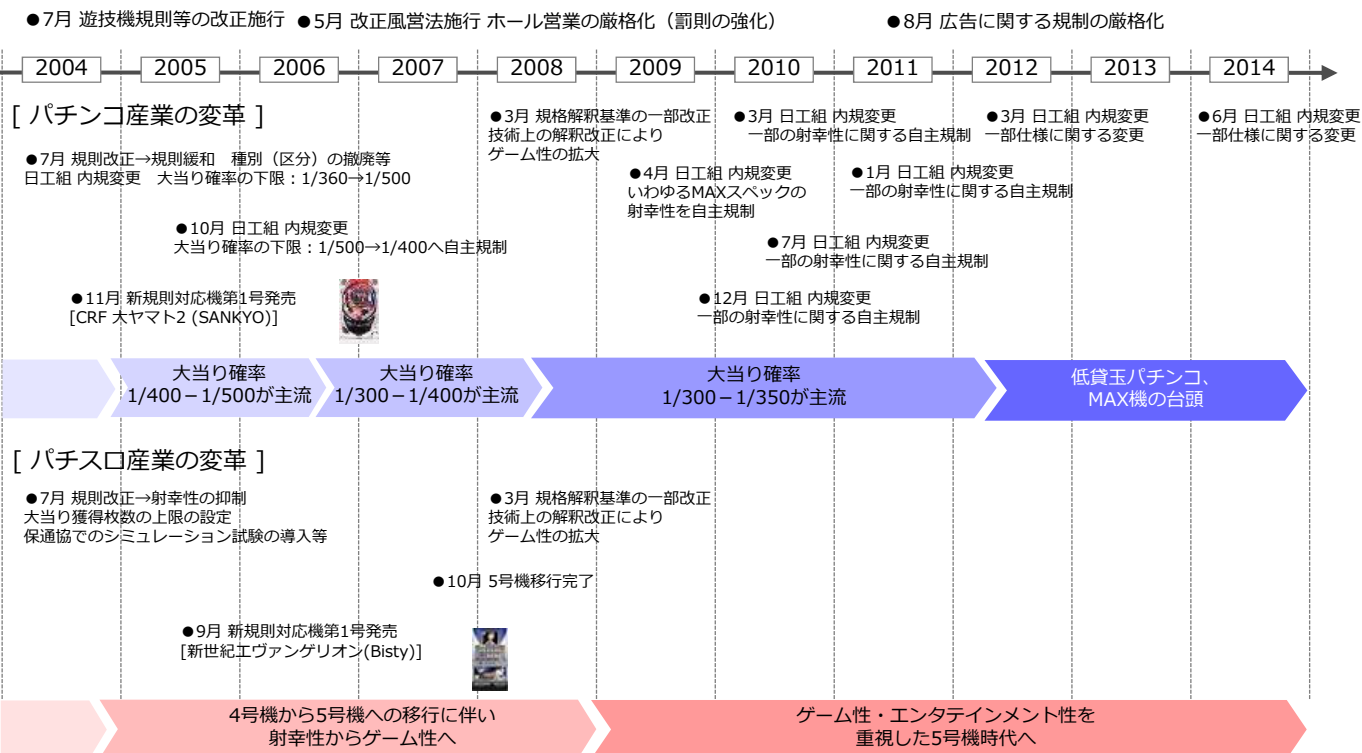 ●7月 遊技機規則等の改正施行
●5月 改正風営法施行 ホール営業の厳格化（罰則の強化）
●8月 広告に関する規制の厳格化
2004
2005
2006
2007
2008
2009
2010
2011
2012
2013
2014
[ パチンコ産業の変革 ]
●7月 規則改正→規則緩和　種別（区分）の撤廃等
日工組 内規変更　大当り確率の下限：1/360→1/500
●10月 日工組 内規変更
大当り確率の下限：1/500→1/400へ自主規制
●11月 新規則対応機第1号発売
[CRF 大ヤマト2 (SANKYO)]
●3月 規格解釈基準の一部改正
技術上の解釈改正により
ゲーム性の拡大
●4月 日工組 内規変更
いわゆるMAXスペックの
射幸性を自主規制
●12月 日工組 内規変更
一部の射幸性に関する自主規制
●3月 日工組 内規変更
一部の射幸性に関する自主規制
●7月 日工組 内規変更
一部の射幸性に関する自主規制
●1月 日工組 内規変更
一部の射幸性に関する自主規制
●3月 日工組 内規変更
一部仕様に関する変更
●6月 日工組 内規変更
一部仕様に関する変更
大当り確率
1/400－1/500が主流
大当り確率
1/300－1/400が主流
大当り確率
1/300－1/350が主流
低貸玉パチンコ、
MAX機の台頭
[ パチスロ産業の変革 ]
●7月 規則改正→射幸性の抑制
大当り獲得枚数の上限の設定
保通協でのシミュレーション試験の導入等
●3月 規格解釈基準の一部改正
技術上の解釈改正により
ゲーム性の拡大
●10月 5号機移行完了
●9月 新規則対応機第1号発売
[新世紀エヴァンゲリオン(Bisty)]
4号機から5号機への移行に伴い
射幸性からゲーム性へ
ゲーム性・エンタテインメント性を
重視した5号機時代へ